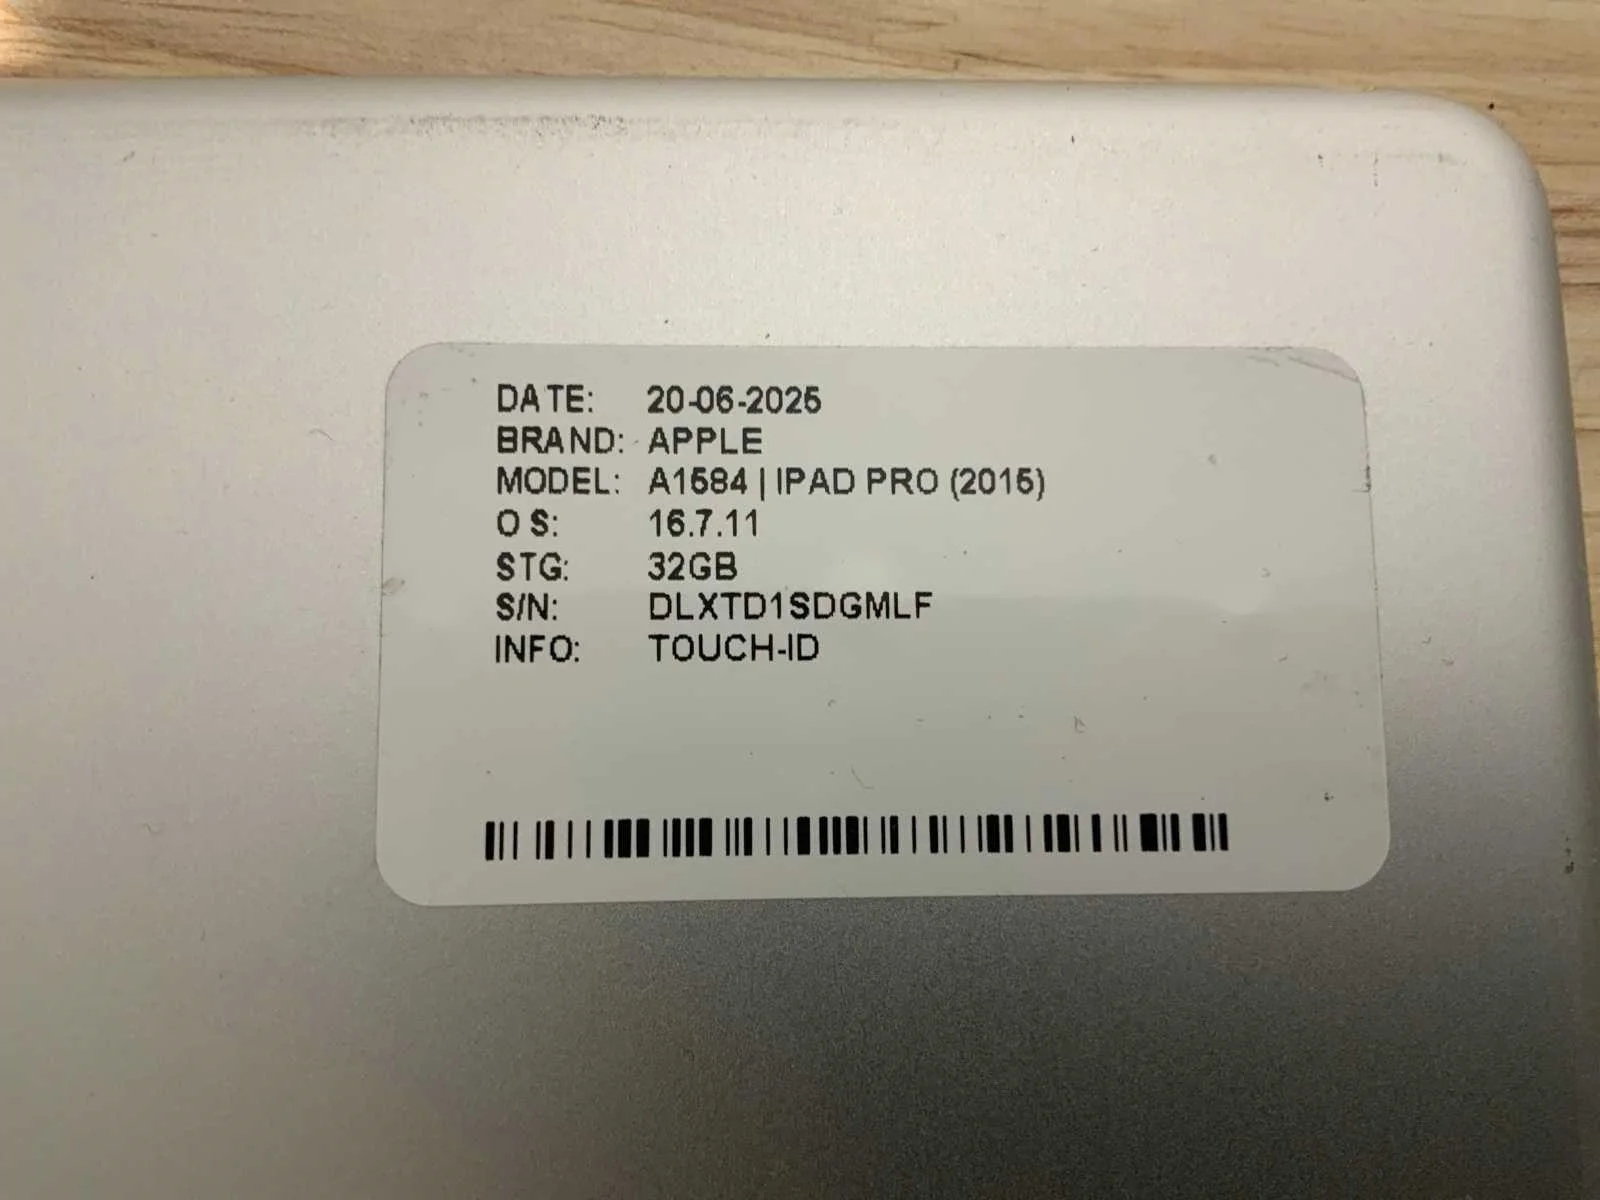 DATE: 20-06-2025
BRAND: APPLE
MODEL: A1584 | IPAD PRO (2015)
OS: 16.7.11
STG: 32GB
S/N: DLXTD1SDGMLF
INFO: TOUCH-ID